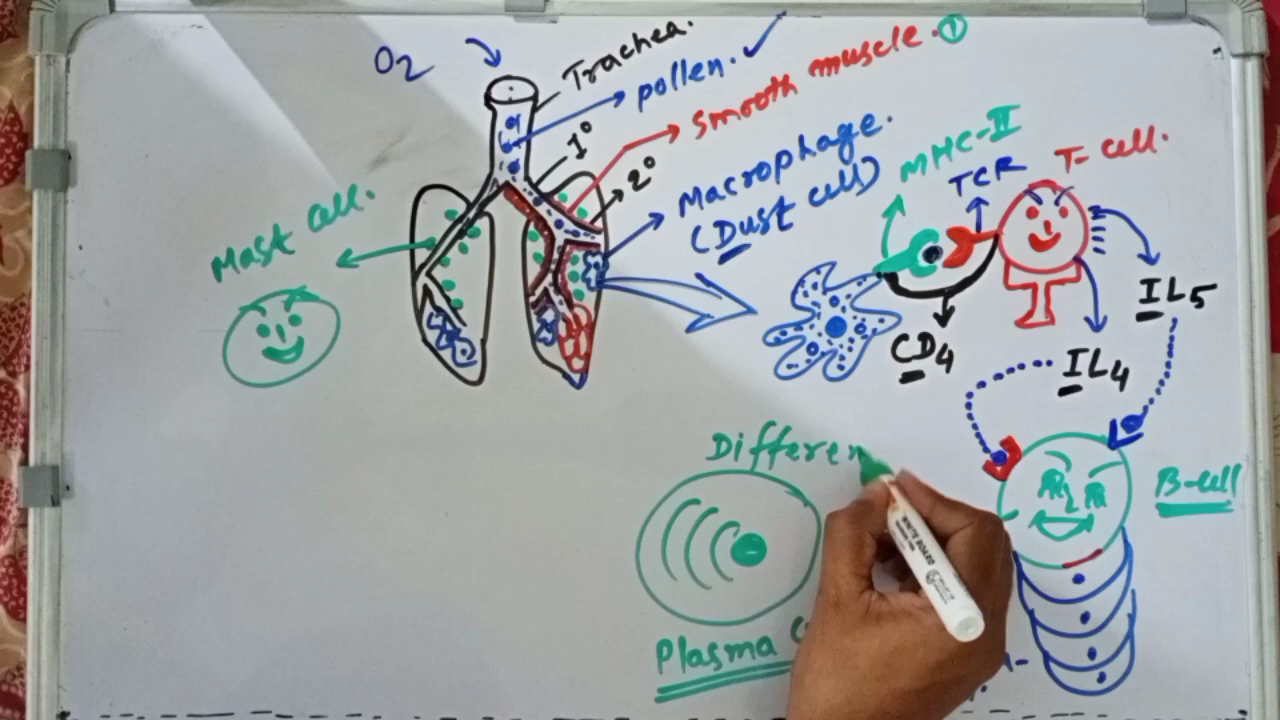 O2
Trachea.
pollen.
smooth muscle. ①
1°
2°
Macrophage.
(Dust cell)
MHC-II
TCR
T-cell.
Mast cell.
CD4
IL5
IL4
Differen
B-cell
Plasma